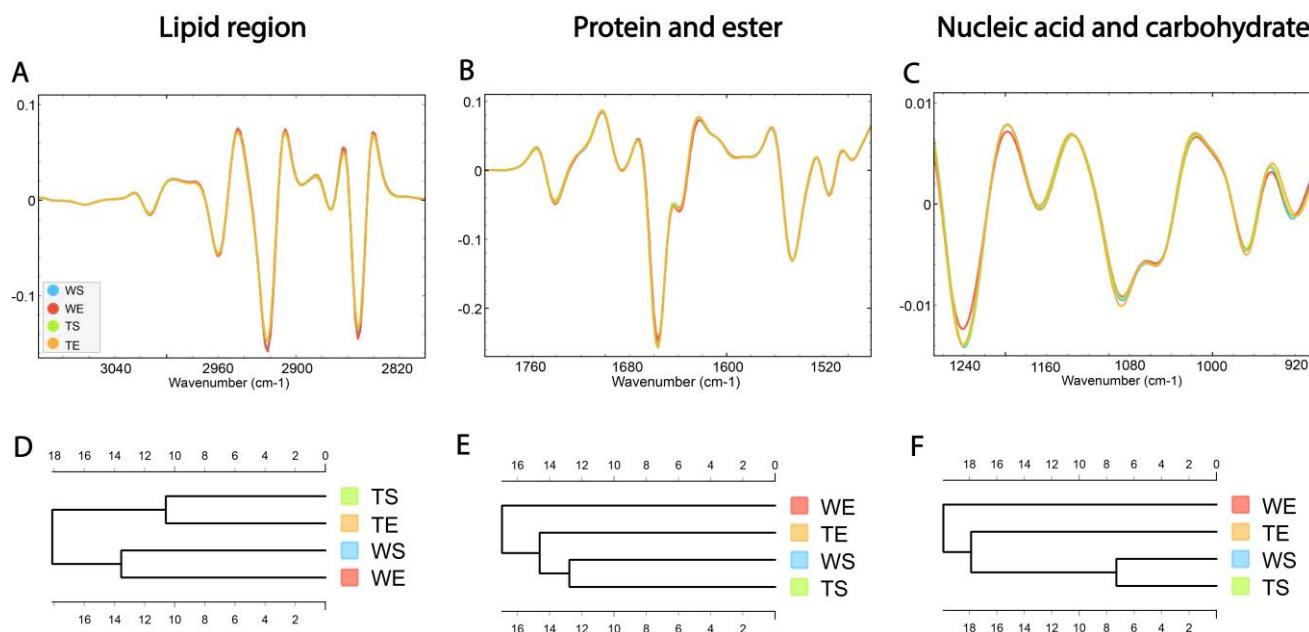 Lipid region
Protein and ester
Nucleic acid and carbohydrate
A
0.1
0
-0.1
WS
WE
TS
TE
3040
2960
2900
2820
Wavenumber (cm-1)
B
0.1
0
-0.1
-0.2
1760
1680
1600
1520
Wavenumber (cm-1)
C
0.01
0
-0.01
1240
1160
1080
1000
920
Wavenumber (cm-1)
D
18 16 14 12 10 8 6 4 2 0
TS
TE
WS
WE
18 16 14 12 10 8 6 4 2 0
E
16 14 12 10 8 6 4 2 0
WE
TE
WS
TS
16 14 12 10 8 6 4 2 0
F
18 16 14 12 10 8 6 4 2 0
WE
TE
WS
TS
18 16 14 12 10 8 6 4 2 0